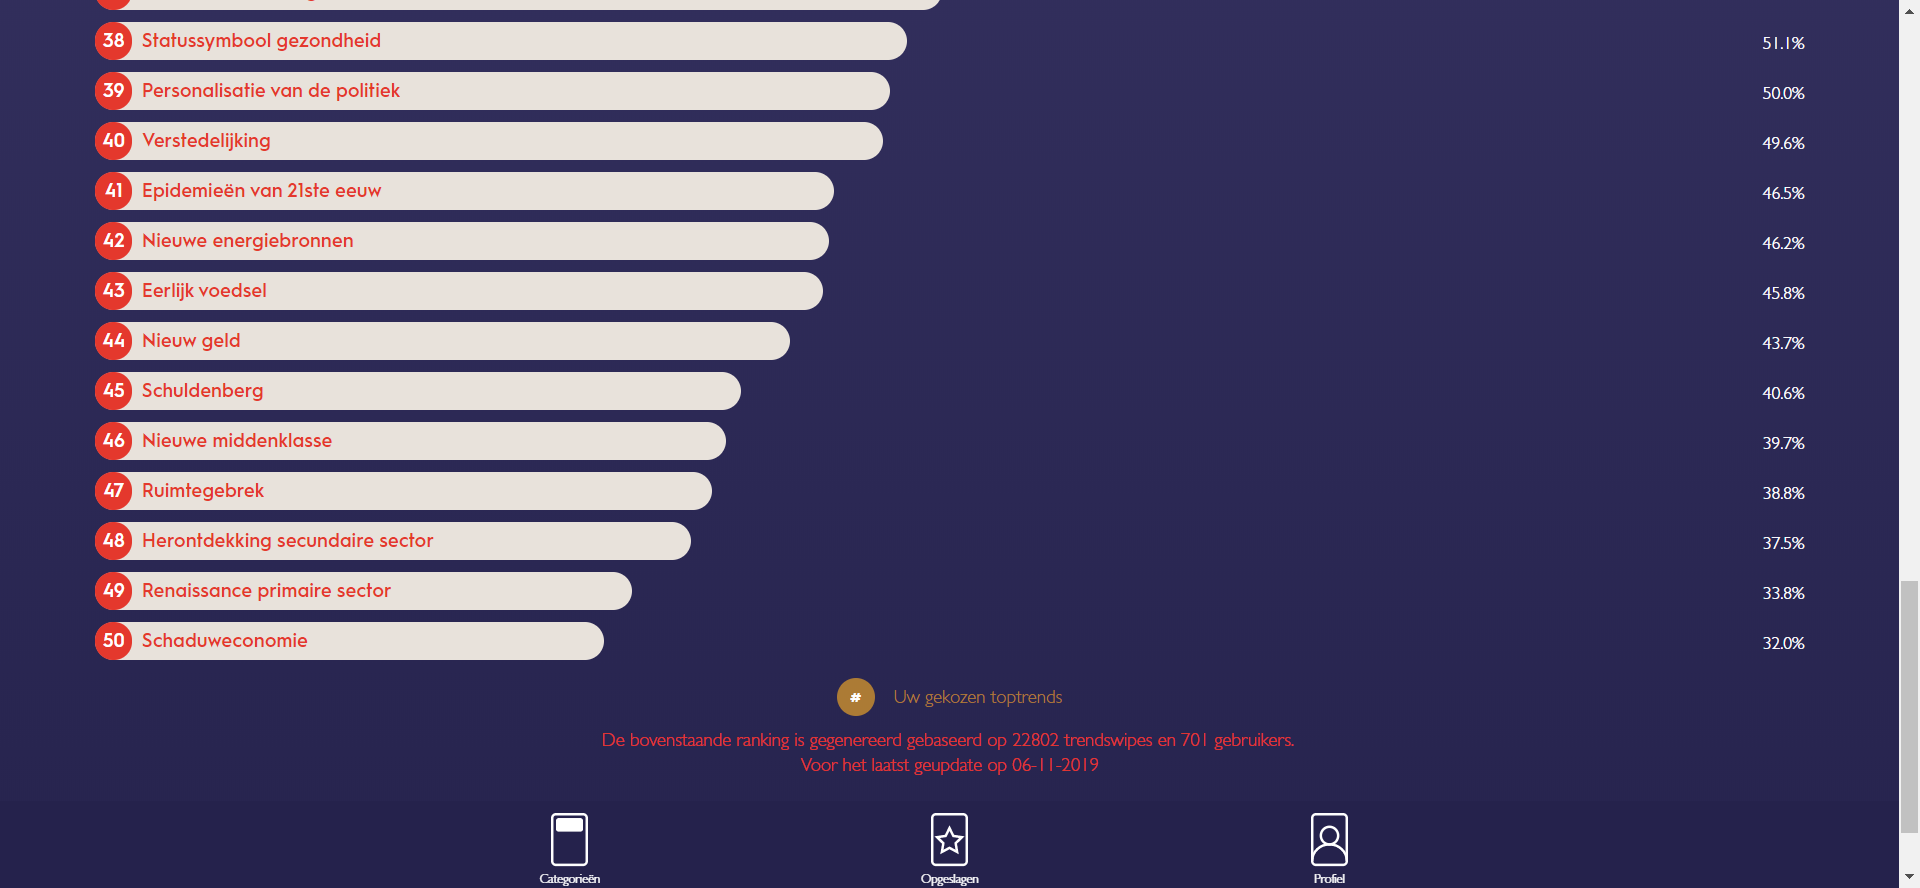 38 Statussymbool gezondheid 51.1%
39 Personalisatie van de politiek 50.0%
40 Verstedelijking 49.6%
41 Epidemieën van 21ste eeuw 46.5%
42 Nieuwe energiebronnen 46.2%
43 Eerlijk voedsel 45.8%
44 Nieuw geld 43.7%
45 Schuldenberg 40.6%
46 Nieuwe middenklasse 39.7%
47 Ruimtegebrek 38.8%
48 Herontdekking secundaire sector 37.5%
49 Renaissance primaire sector 33.8%
50 Schaduweconomie 32.0%
# Uw gekozen toptrends
De bovenstaande ranking is gegenereerd gebaseerd op 22802 trendswipes en 701 gebruikers.
Voor het laatst geupdate op 06-11-2019
Categorieën Opgeslagen Profiel